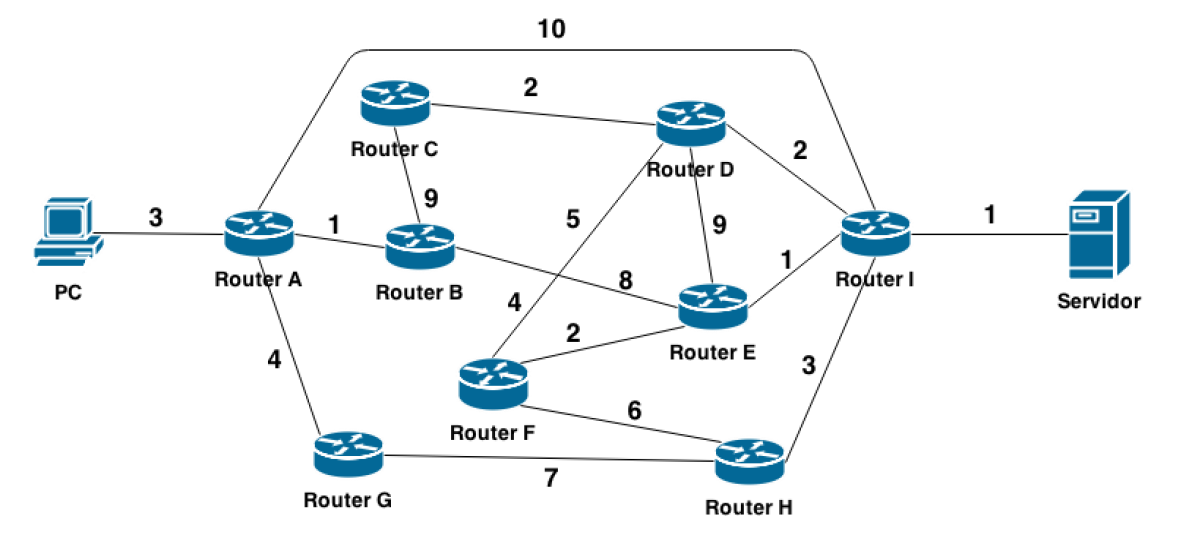 10
2
Router C
Router D
2
3
1
9
5
9
1
1
Router A
Router B
Router I
PC
8
4
Servidor
2
Router E
4
3
6
Router F
7
Router G
Router H